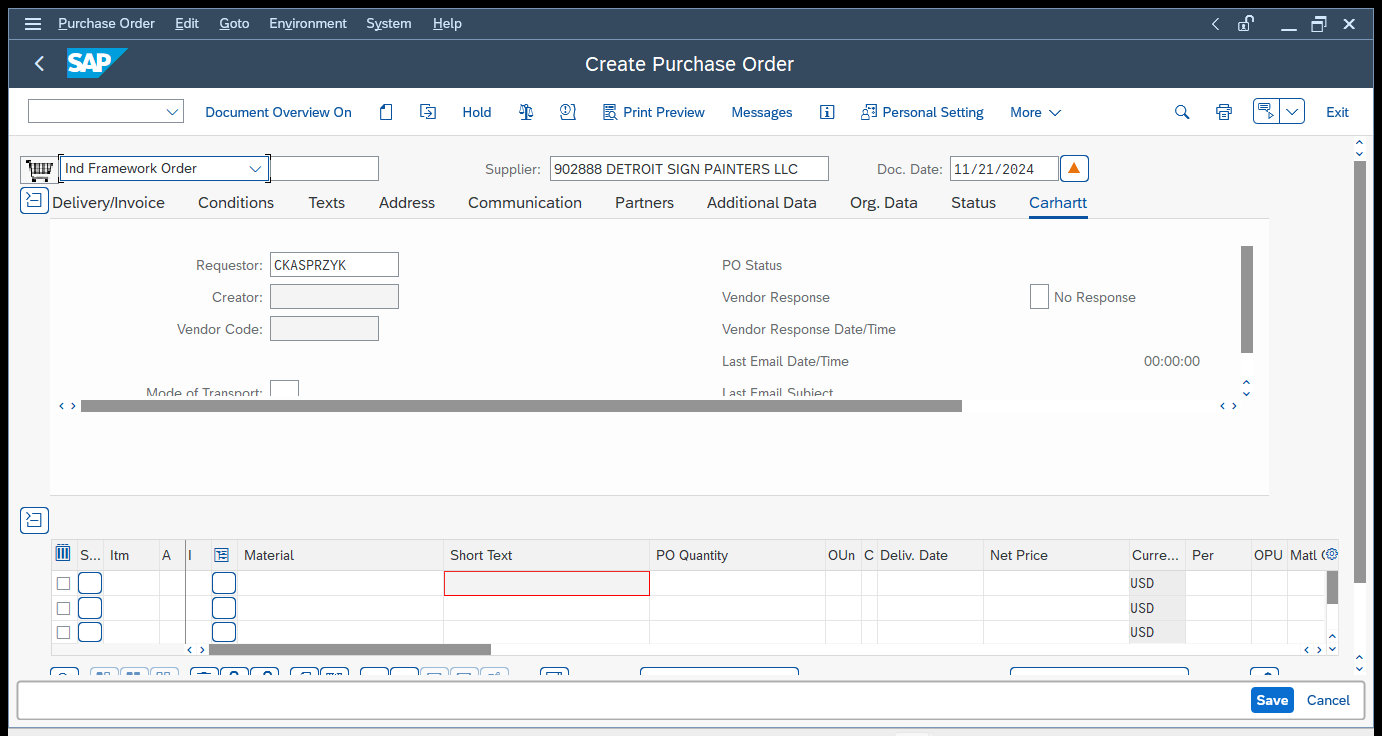 Purchase Order Edit Goto Environment System Help
SAP Create Purchase Order
Document Overview On Hold Print Preview Messages Personal Setting More Exit
Ind Framework Order Supplier: 902888 DETROIT SIGN PAINTERS LLC Doc. Date: 11/21/2024
Delivery/Invoice Conditions Texts Address Communication Partners Additional Data Org. Data Status Carhartt
Requestor: CKASPRZYK PO Status
Creator: Vendor Response No Response
Vendor Code: Vendor Response Date/Time
Last Email Date/Time 00:00:00
Mode of Transport: Last Email Subject
S... Itm A I Material Short Text PO Quantity OUn C Deliv. Date Net Price Curre... Per OPU Matl
USD
USD
USD
Save Cancel